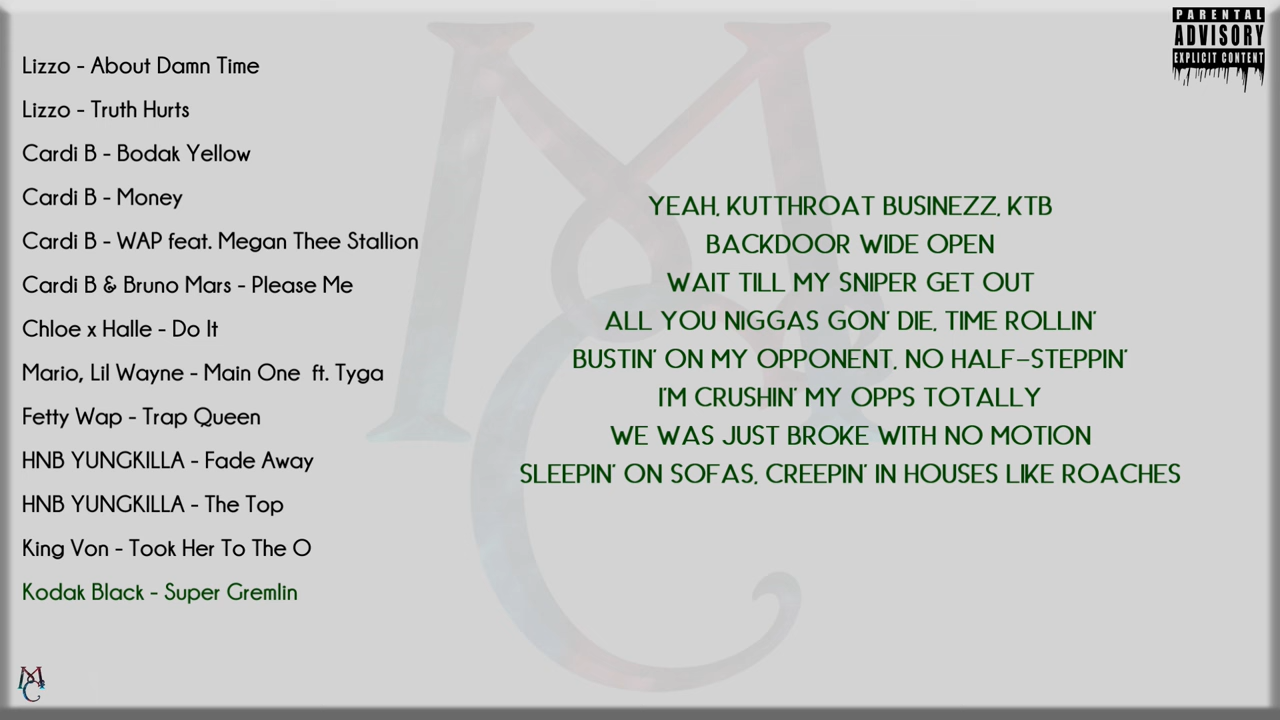 Lizzo - About Damn Time
Lizzo - Truth Hurts
Cardi B - Bodak Yellow
Cardi B - Money
Cardi B - WAP feat. Megan Thee Stallion
Cardi B & Bruno Mars - Please Me
Chloe x Halle - Do It
Mario, Lil Wayne - Main One  ft. Tyga
Fetty Wap - Trap Queen
HNB YUNGKILLA - Fade Away
HNB YUNGKILLA - The Top
King Von - Took Her To The O
Kodak Black - Super Gremlin
PARENTAL
ADVISORY
EXPLICIT CONTENT
YEAH, KUTTHROAT BUSINEZZ, KTB
BACKDOOR WIDE OPEN
WAIT TILL MY SNIPER GET OUT
ALL YOU NIGGAS GON' DIE, TIME ROLLIN'
BUSTIN' ON MY OPPONENT, NO HALF-STEPPIN'
I'M CRUSHIN' MY OPPS TOTALLY
WE WAS JUST BROKE WITH NO MOTION
SLEEPIN' ON SOFAS, CREEPIN' IN HOUSES LIKE ROACHES
MC
MC